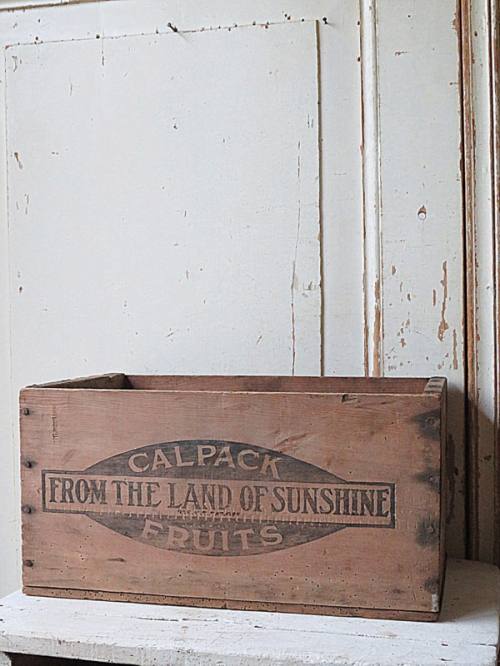 CALPACK
FROM THE LAND OF SUNSHINE
FRUITS